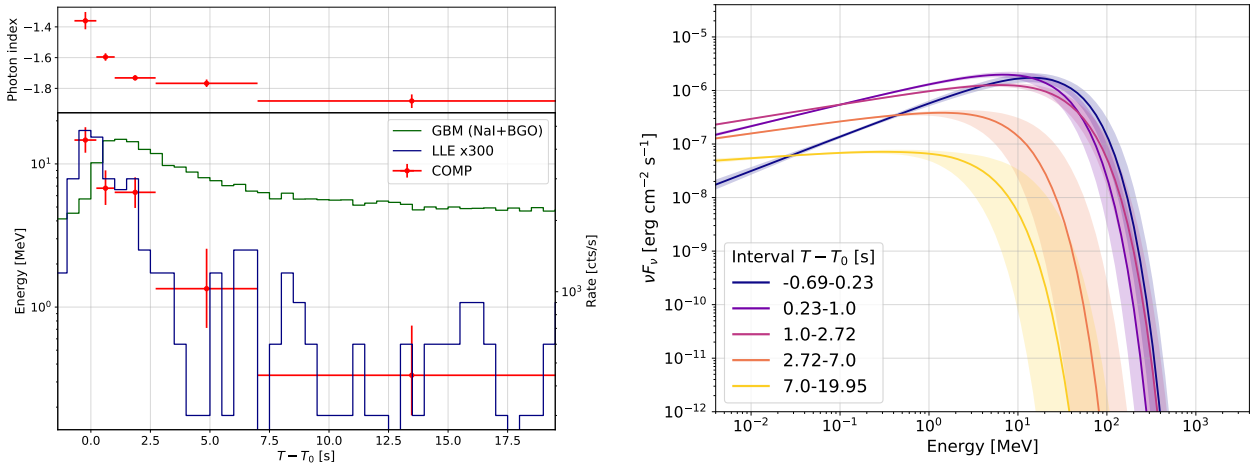 Photon index
−1.4
−1.6
−1.8
GBM (NaI+BGO)
LLE x300
COMP
Energy [MeV]
10¹
10⁰
Rate [cts/s]
10³
0.0 2.5 5.0 7.5 10.0 12.5 15.0 17.5
T − T₀ [s]
νFν [erg cm⁻² s⁻¹]
10⁻⁵
10⁻⁶
10⁻⁷
10⁻⁸
10⁻⁹
10⁻¹⁰
10⁻¹¹
10⁻¹²
Interval T − T₀ [s]
-0.69-0.23
0.23-1.0
1.0-2.72
2.72-7.0
7.0-19.95
10⁻² 10⁻¹ 10⁰ 10¹ 10² 10³
Energy [MeV]